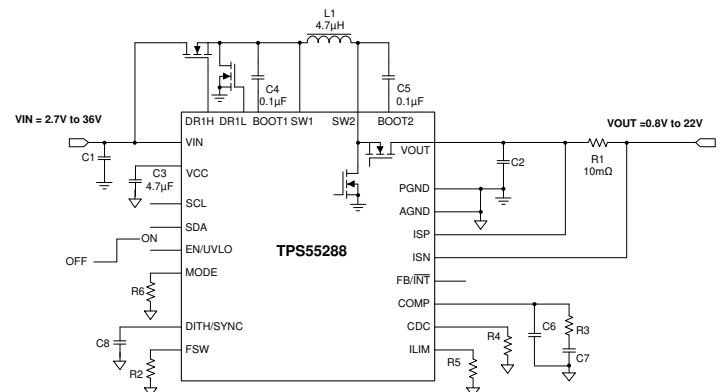 L1
4.7µH
C4
0.1µF
C5
0.1µF
DR1H DR1L BOOT1 SW1 SW2 BOOT2
VIN = 2.7V to 36V
VOUT =0.8V to 22V
VIN
VOUT
C1
C2
R1
10mΩ
C3
4.7µF
VCC
PGND
SCL
AGND
SDA
ISP
ON
OFF
EN/UVLO
TPS55288
ISN
MODE
FB/INT
R6
COMP
DITH/SYNC
CDC
C8
R4
C6
R3
C7
FSW
ILIM
R2
R5